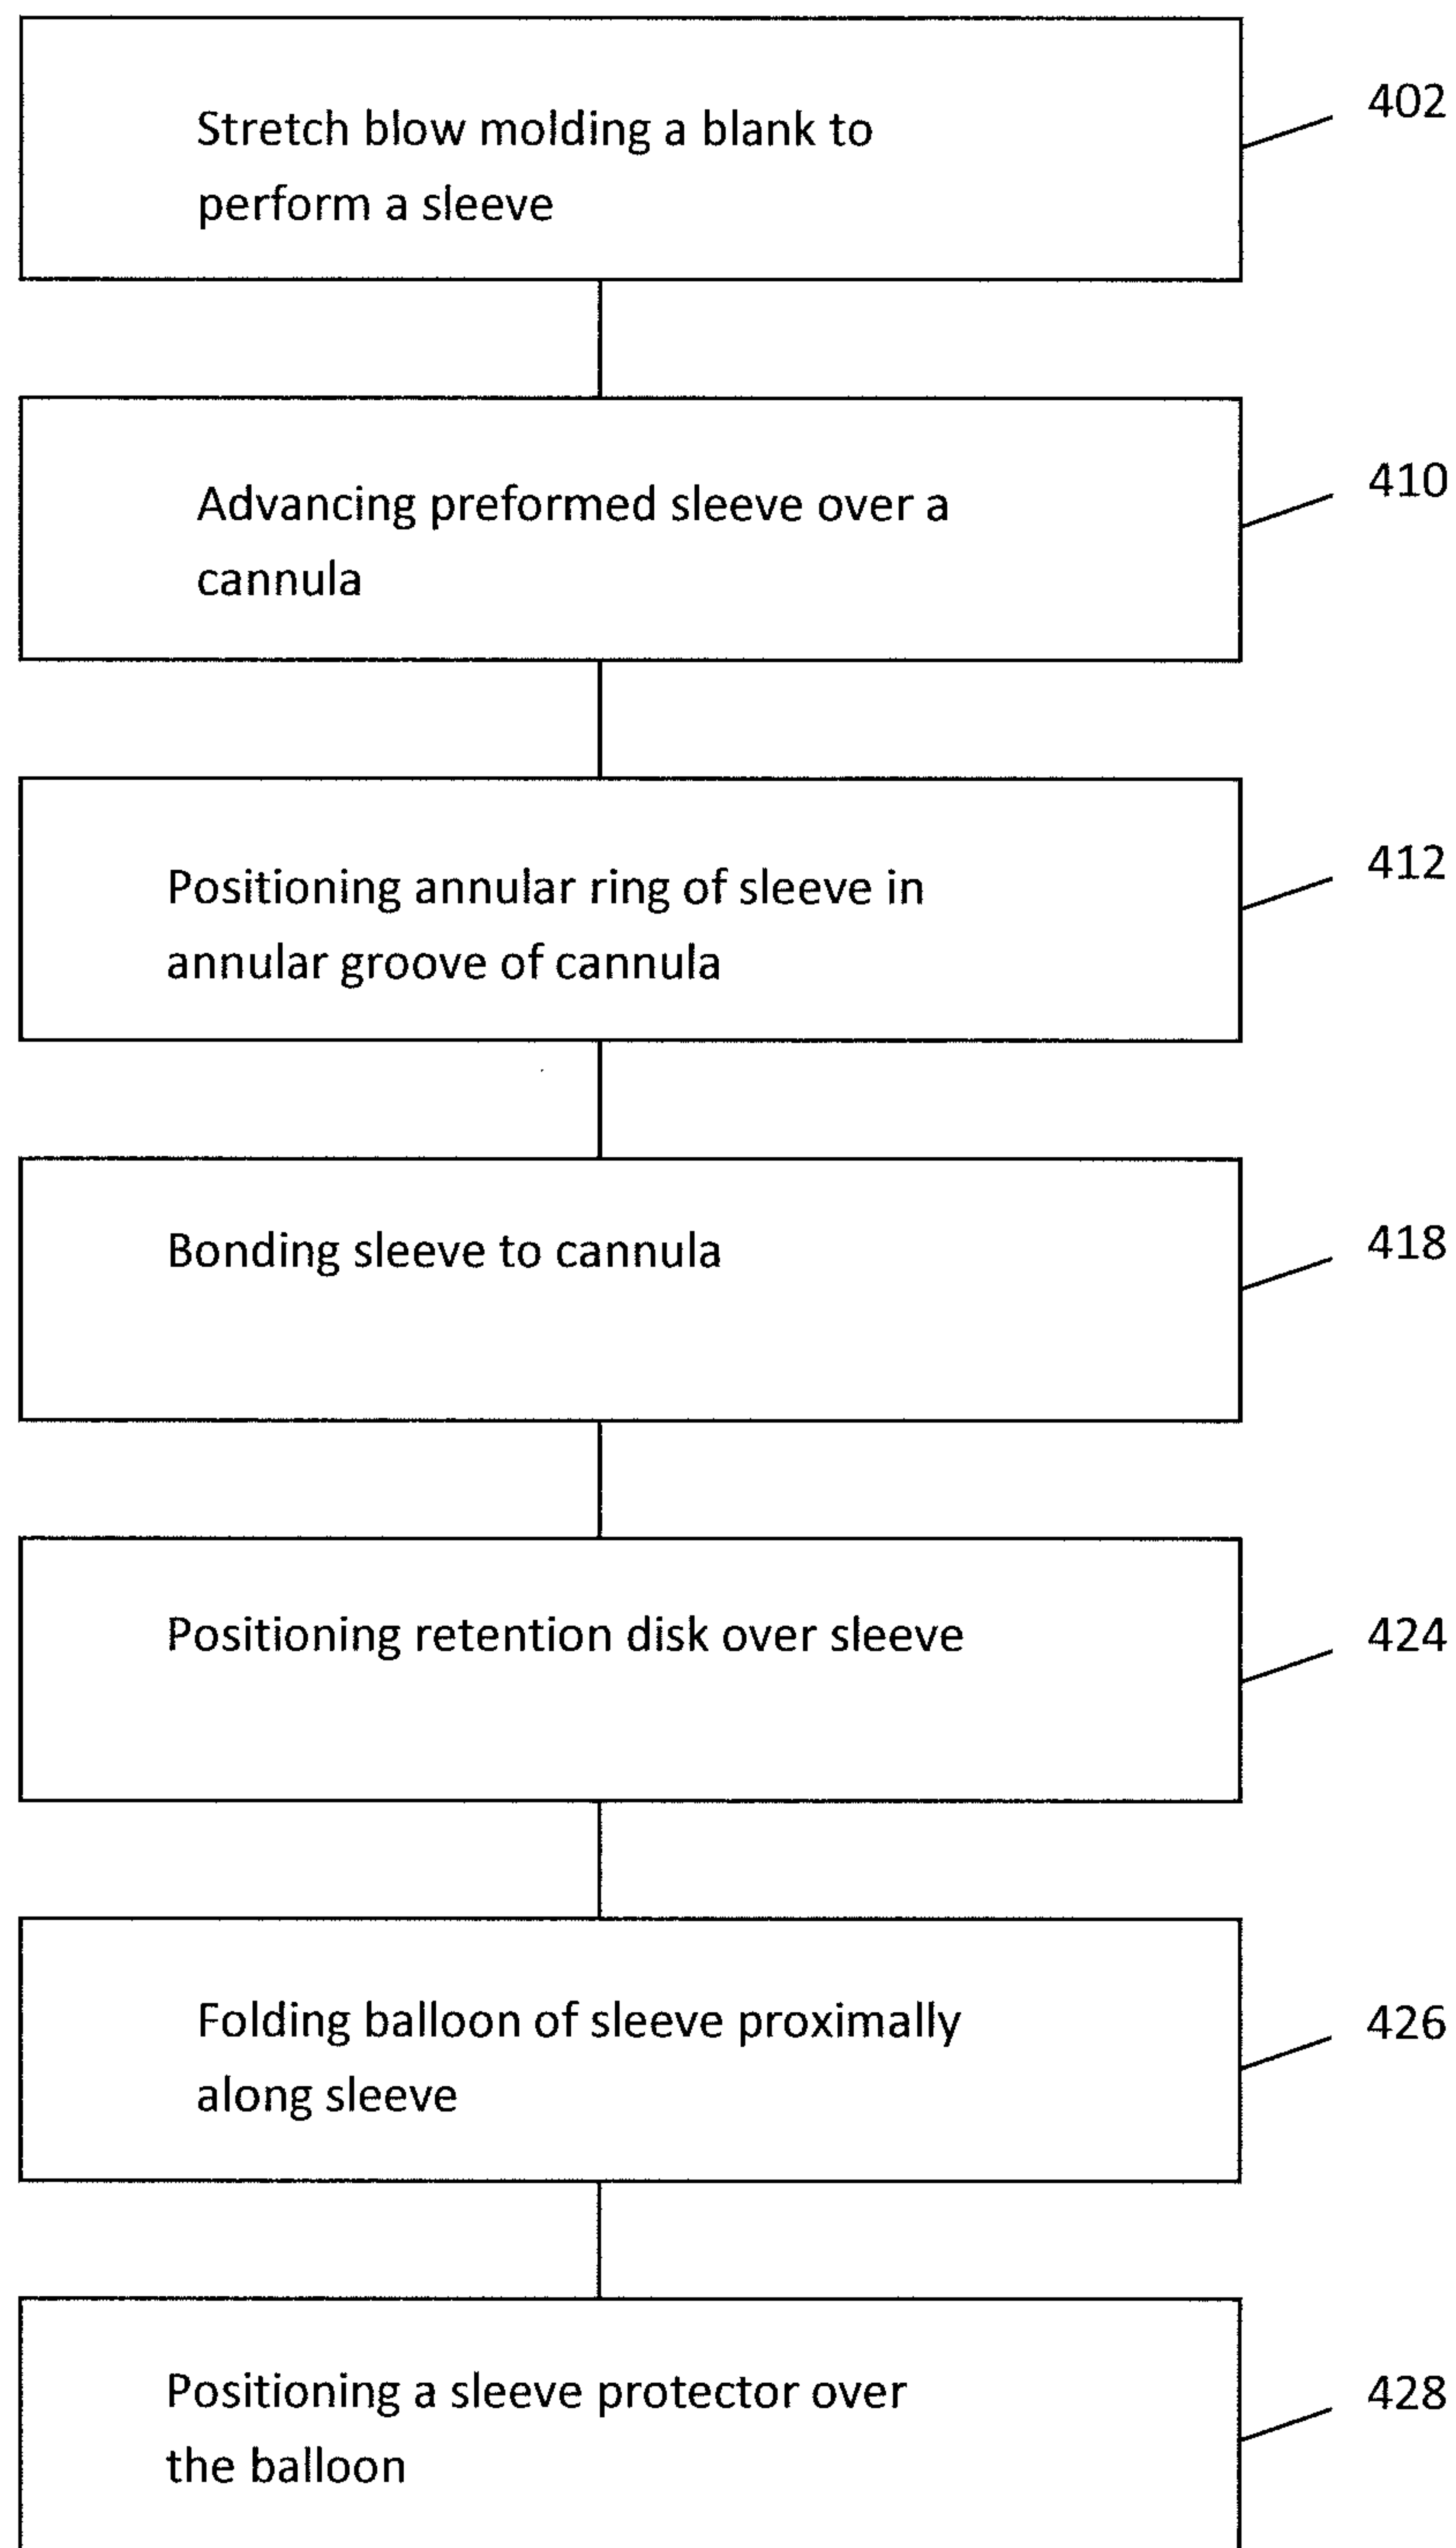 Stretch blow molding a blank to
perform a sleeve
402
Advancing preformed sleeve over a
cannula
410
Positioning annular ring of sleeve in
annular groove of cannula
412
Bonding sleeve to cannula
418
Positioning retention disk over sleeve
424
Folding balloon of sleeve proximally
along sleeve
426
Positioning a sleeve protector over
the balloon
428